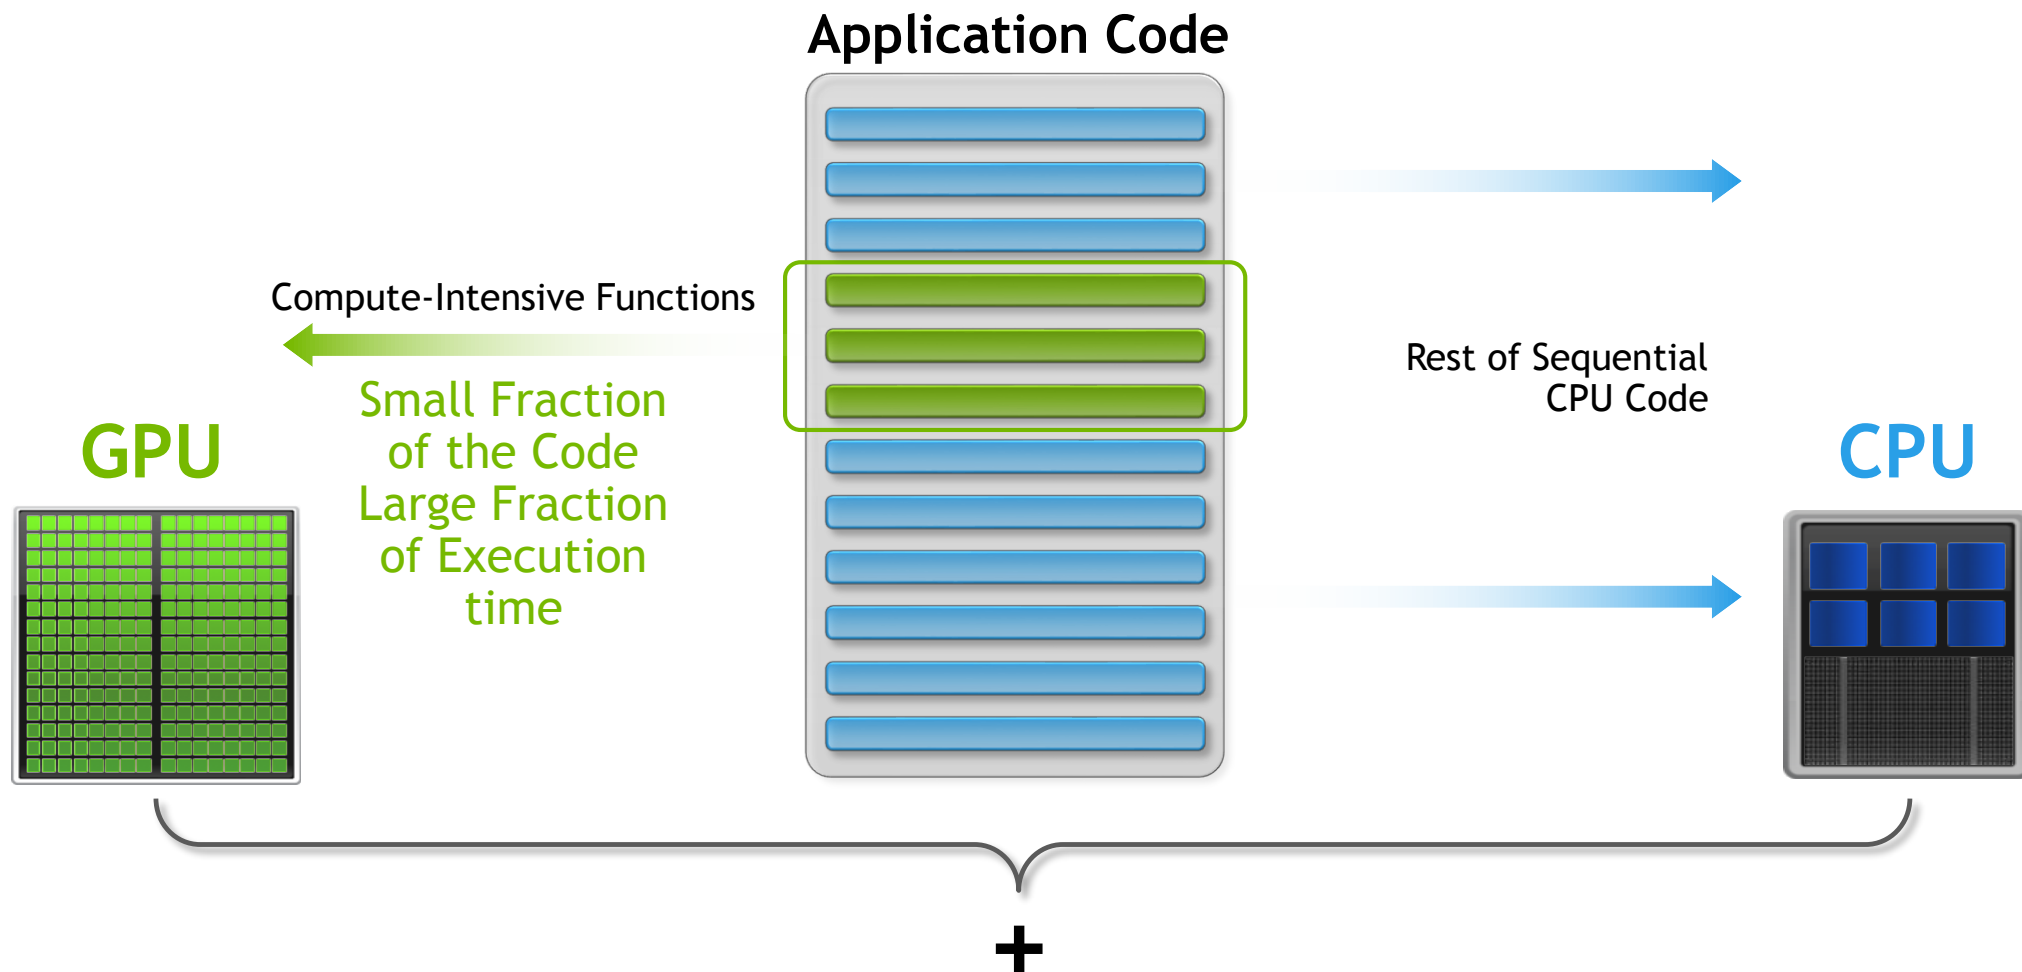 Application Code
Compute-Intensive Functions
Small Fraction
of the Code
Large Fraction
of Execution
time
GPU
Rest of Sequential
CPU Code
CPU
+